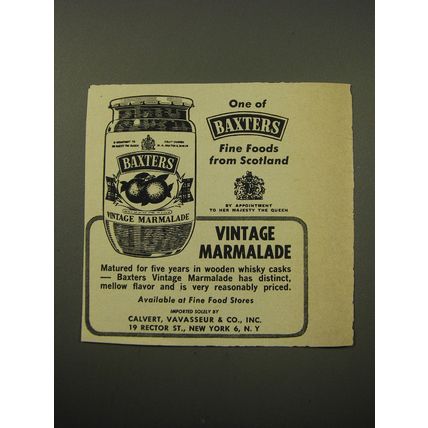 One of
BAXTERS
Fine Foods
from Scotland
BY APPOINTMENT
TO HER MAJESTY THE QUEEN
BAXTERS
VINTAGE MARMALADE
VINTAGE
MARMALADE
Matured for five years in wooden whisky casks
— Baxters Vintage Marmalade has distinct,
mellow flavor and is very reasonably priced.
Available at Fine Food Stores
IMPORTED SOLELY BY
CALVERT, VAVASSEUR & CO., INC.
19 RECTOR ST., NEW YORK 6, N. Y